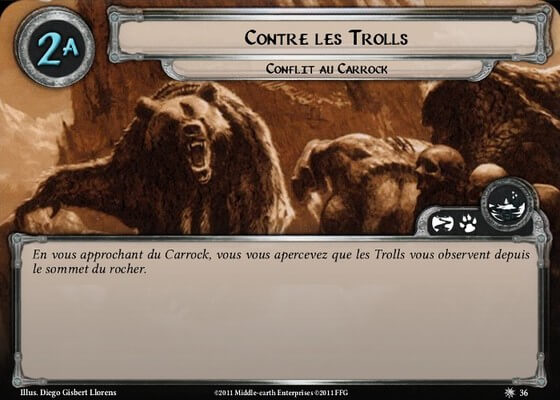 2A
Contre les Trolls
Conflit au Carrock
En vous approchant du Carrock, vous vous apercevez que les Trolls vous observent depuis
le sommet du rocher.
Illus. Diego Gisbert Llorens
©2011 Middle-earth Enterprises ©2011 FFG
36